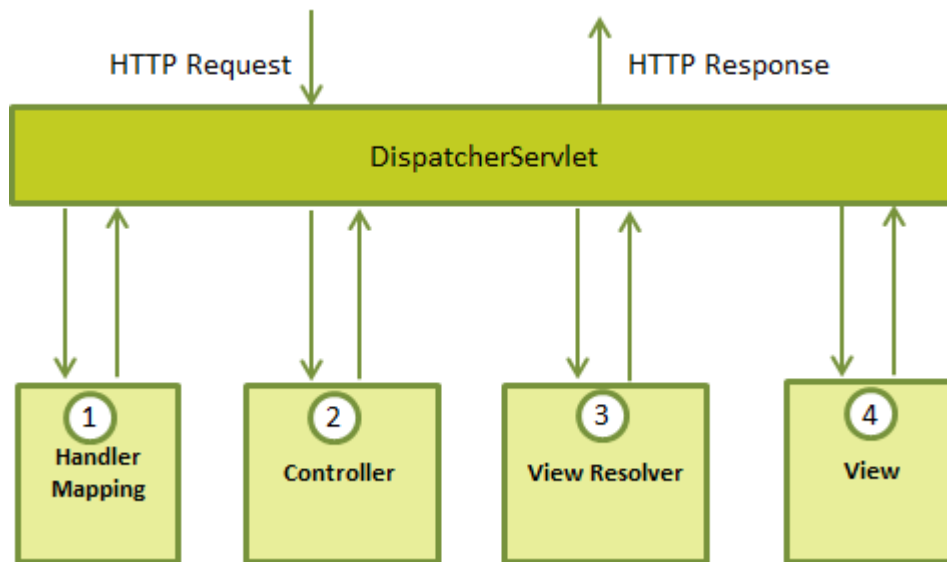 HTTP Request
HTTP Response
DispatcherServlet
1
Handler
Mapping
2
Controller
3
View Resolver
4
View